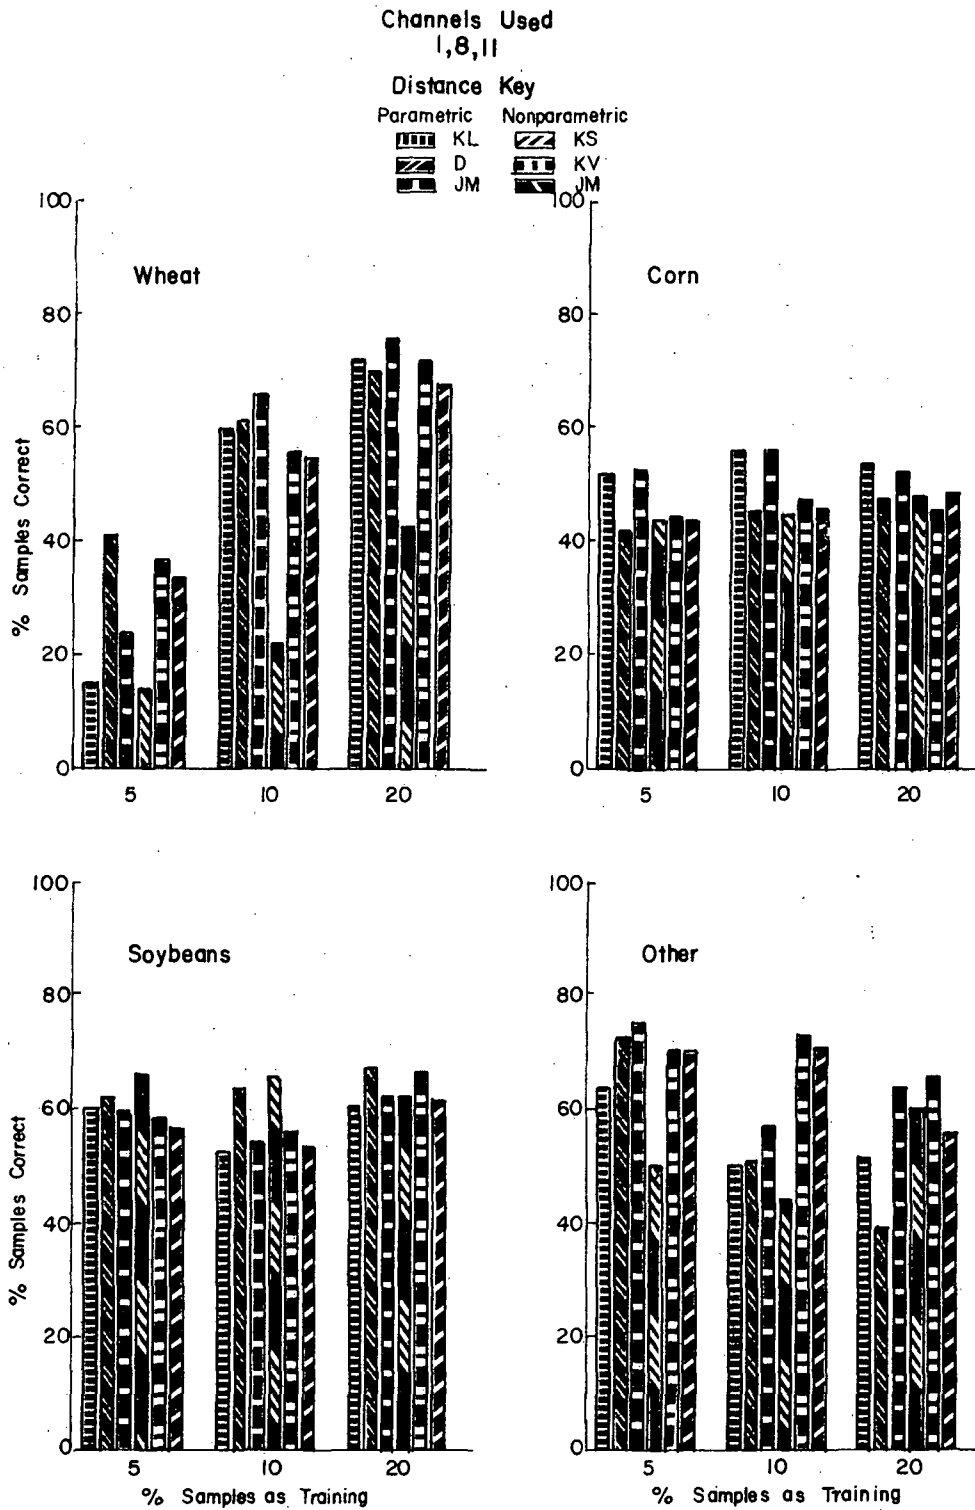 Channels Used
1,8,11
Distance Key
Parametric Nonparametric
KL KS
D KV
JM JM
Wheat
100
80
60
40
20
0
% Samples Correct
5 10 20
Corn
100
80
60
40
20
0
5 10 20
Soybeans
100
80
60
40
20
0
% Samples Correct
5 10 20
% Samples as Training
Other
100
80
60
40
20
0
5 10 20
% Samples as Training